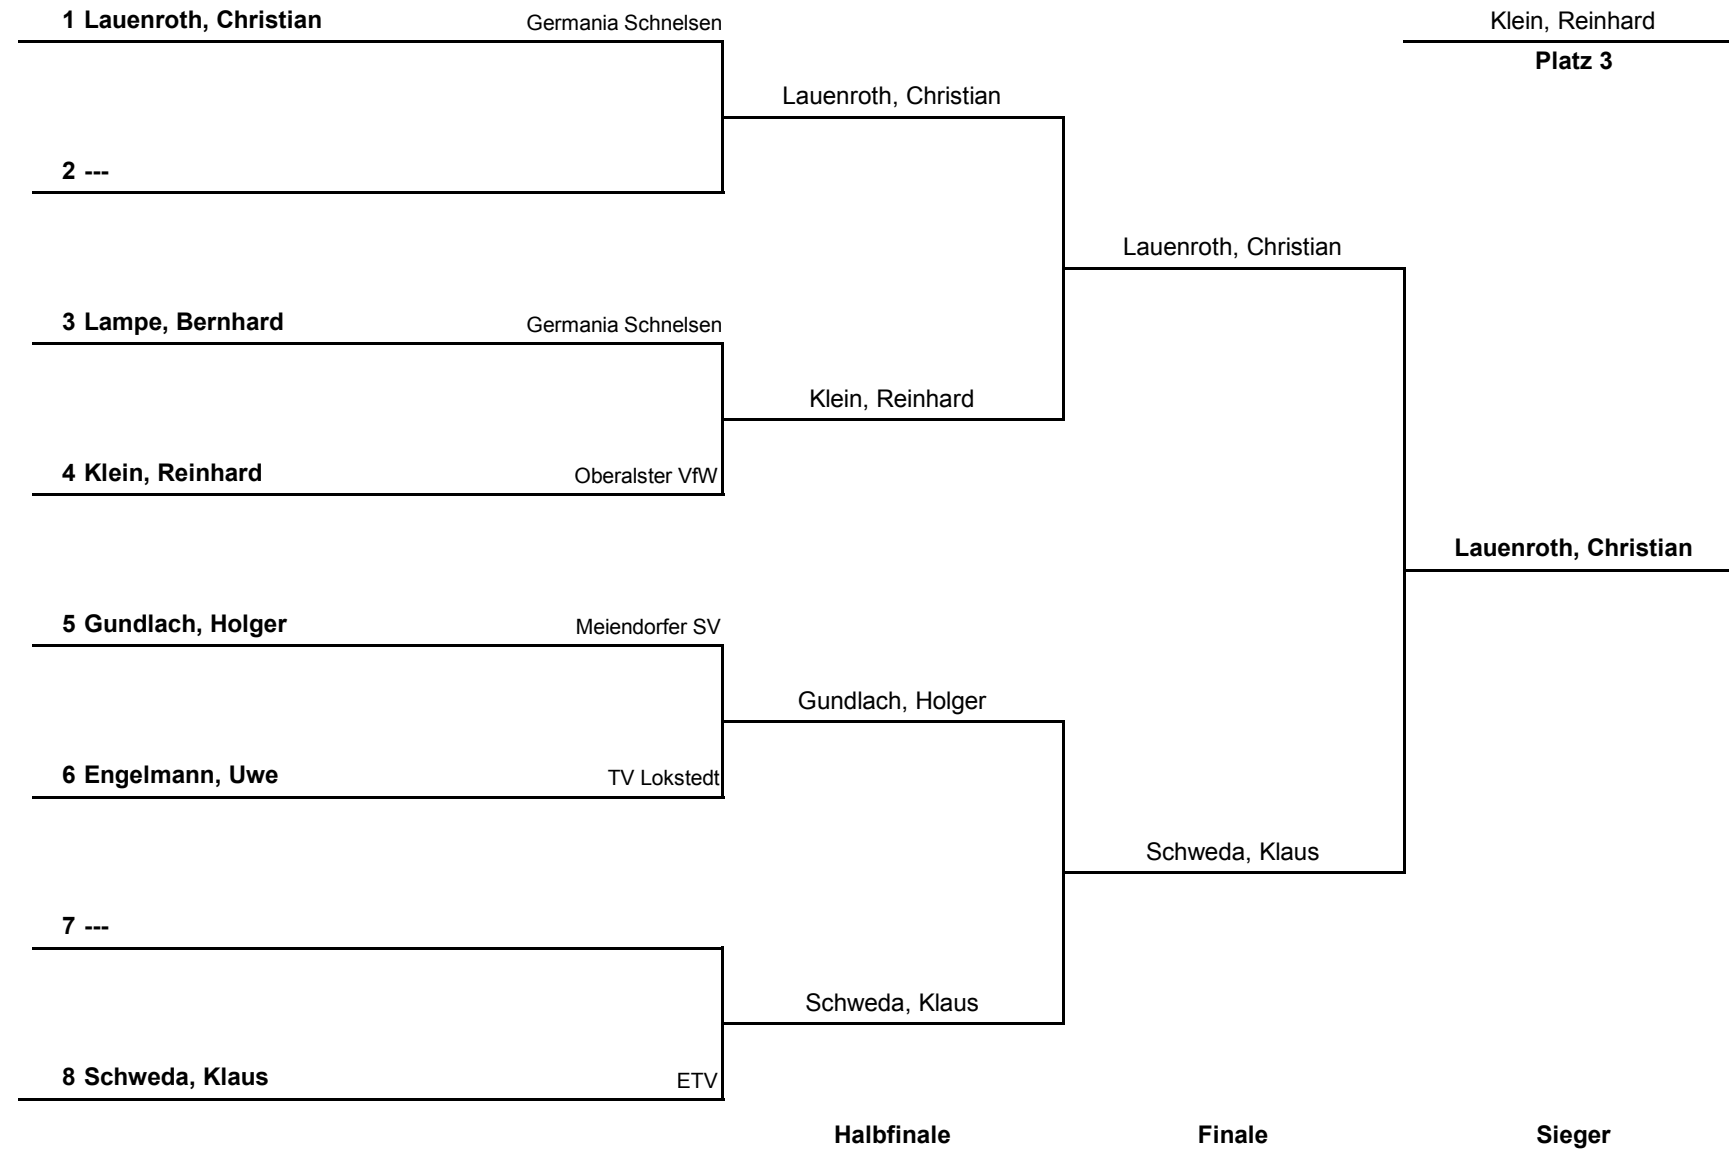 1 Lauenroth, Christian Germania Schnelsen Klein, Reinhard
Platz 3
Lauenroth, Christian
2 ---
Lauenroth, Christian
3 Lampe, Bernhard Germania Schnelsen
Klein, Reinhard
4 Klein, Reinhard Oberalster VfW
Lauenroth, Christian
5 Gundlach, Holger Meiendorfer SV
Gundlach, Holger
6 Engelmann, Uwe TV Lokstedt
Schweda, Klaus
7 ---
Schweda, Klaus
8 Schweda, Klaus ETV
Halbfinale Finale Sieger